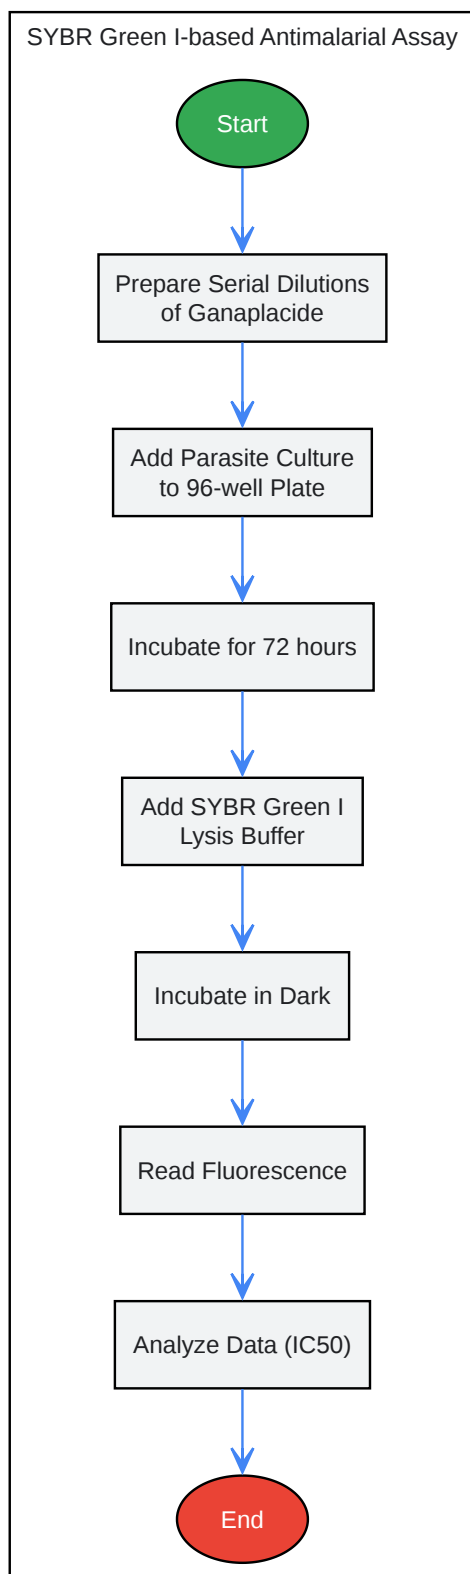 SYBR Green I-based Antimalarial Assay
Start
Prepare Serial Dilutions
of Ganaplacide
Add Parasite Culture
to 96-well Plate
Incubate for 72 hours
Add SYBR Green I
Lysis Buffer
Incubate in Dark
Read Fluorescence
Analyze Data (IC50)
End